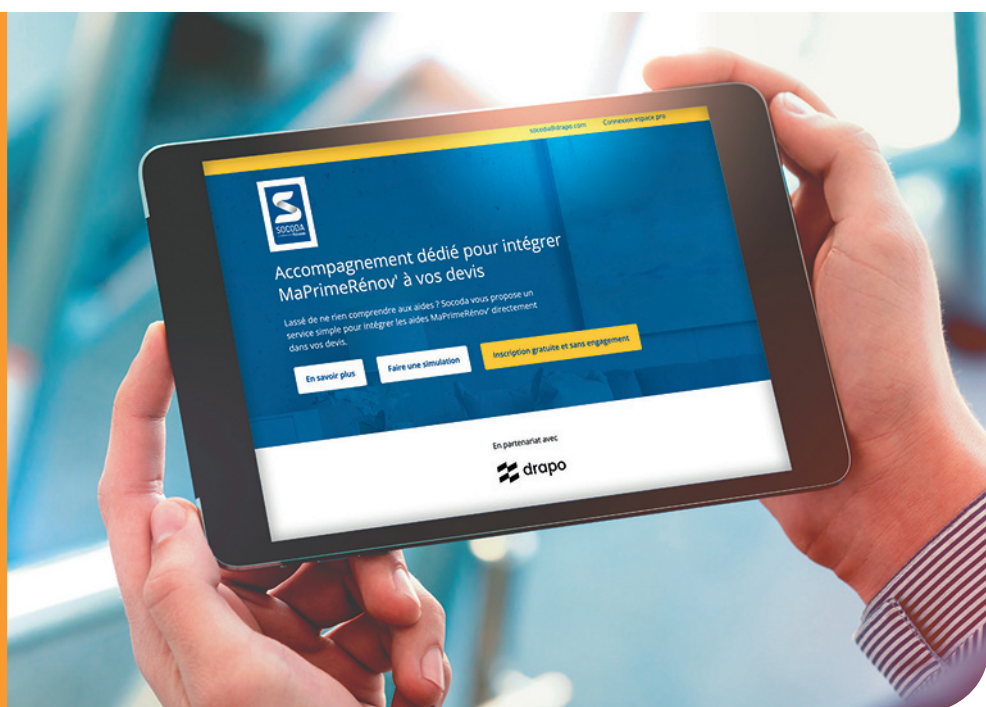 socoda@drapo.com Connexion espace pro
SOCODA
Accompagnement dédié pour intégrer
MaPrimeRénov' à vos devis
Lassé de ne rien comprendre aux aides ? Socoda vous propose un
service simple pour intégrer les aides MaPrimeRénov' directement
dans vos devis.
En savoir plus
Faire une simulation
Inscription gratuite et sans engagement
En partenariat avec
drapo